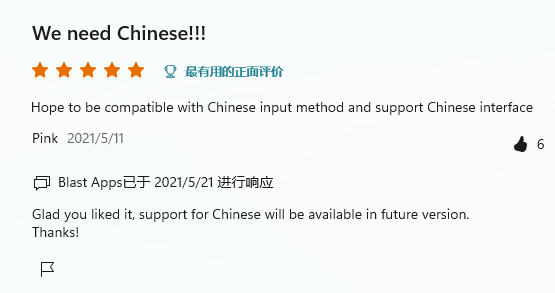 We need Chinese!!!
最有用的正面评价
Hope to be compatible with Chinese input method and support Chinese interface
Pink 2021/5/11
6
Blast Apps已于 2021/5/21 进行响应
Glad you liked it, support for Chinese will be available in future version.
Thanks!